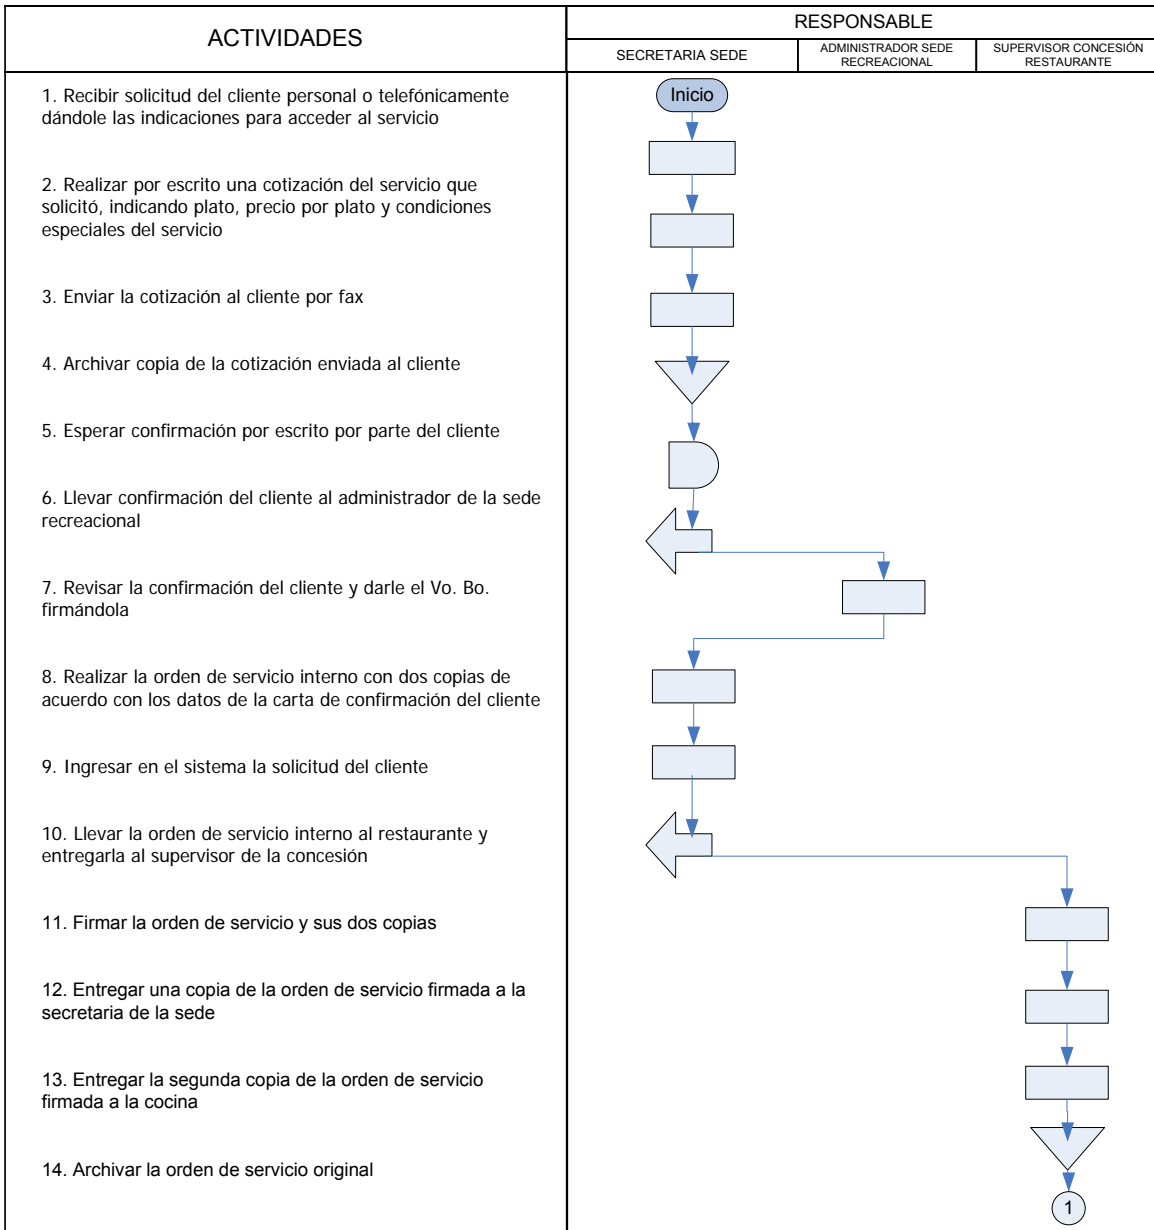 ACTIVIDADES
RESPONSABLE
SECRETARIA SEDE
ADMINISTRADOR SEDE
RECREACIONAL
SUPERVISOR CONCESIÓN
RESTAURANTE
Inicio
1. Recibir solicitud del cliente personal o telefónicamente
dándole las indicaciones para acceder al servicio
2. Realizar por escrito una cotización del servicio que
solicitó, indicando plato, precio por plato y condiciones
especiales del servicio
3. Enviar la cotización al cliente por fax
4. Archivar copia de la cotización enviada al cliente
5. Esperar confirmación por escrito por parte del cliente
6. Llevar confirmación del cliente al administrador de la sede
recreacional
7. Revisar la confirmación del cliente y darle el Vo. Bo.
firmándola
8. Realizar la orden de servicio interno con dos copias de
acuerdo con los datos de la carta de confirmación del cliente
9. Ingresar en el sistema la solicitud del cliente
10. Llevar la orden de servicio interno al restaurante y
entregarla al supervisor de la concesión
11. Firmar la orden de servicio y sus dos copias
12. Entregar una copia de la orden de servicio firmada a la
secretaria de la sede
13. Entregar la segunda copia de la orden de servicio
firmada a la cocina
14. Archivar la orden de servicio original
1